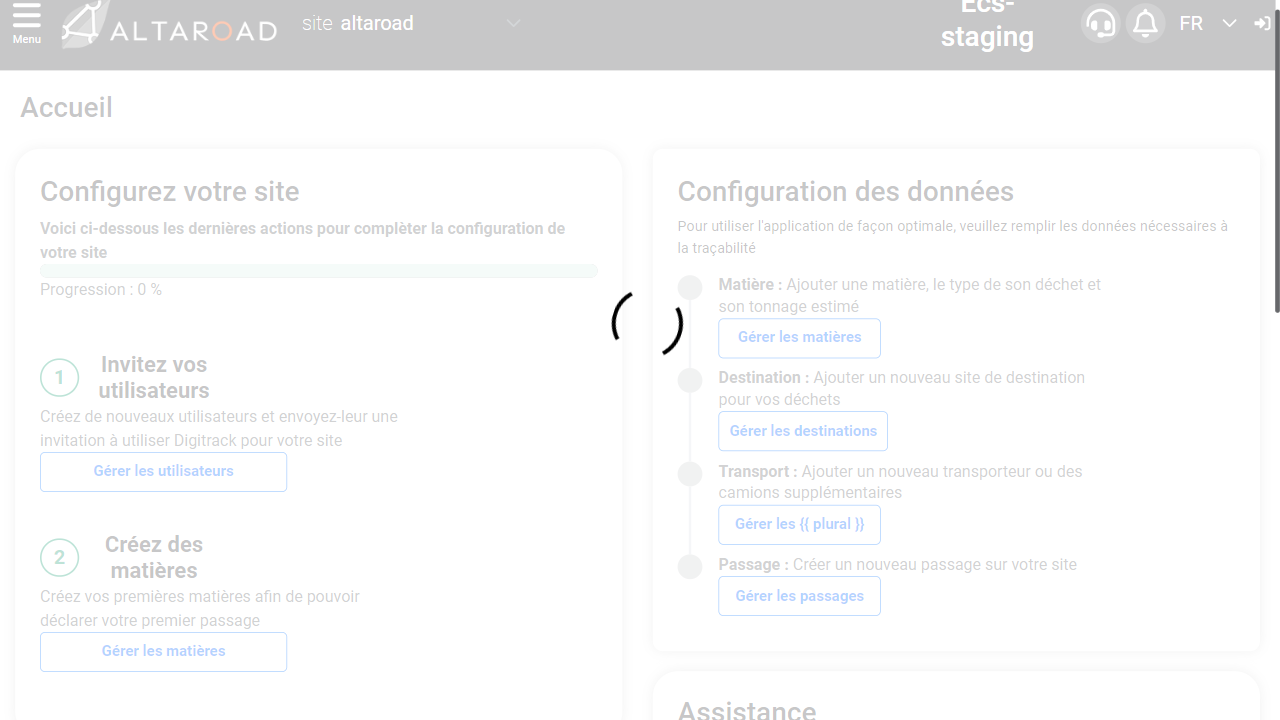 Menu
ALTAROAD
site altaroad
Ecs-
staging
FR
Accueil
Configurez votre site
Voici ci-dessous les dernières actions pour complèter la configuration de
votre site
Progression : 0 %
1
Invitez vos
utilisateurs
Créez de nouveaux utilisateurs et envoyez-leur une
invitation à utiliser Digitrack pour votre site
Gérer les utilisateurs
2
Créez des
matières
Créez vos premières matières afin de pouvoir
déclarer votre premier passage
Gérer les matières
Configuration des données
Pour utiliser l'application de façon optimale, veuillez remplir les données nécessaires à
la traçabilité
Matière : Ajouter une matière, le type de son déchet et
son tonnage estimé
Gérer les matières
Destination : Ajouter un nouveau site de destination
pour vos déchets
Gérer les destinations
Transport : Ajouter un nouveau transporteur ou des
camions supplémentaires
Gérer les {{ plural }}
Passage : Créer un nouveau passage sur votre site
Gérer les passages
Assistance